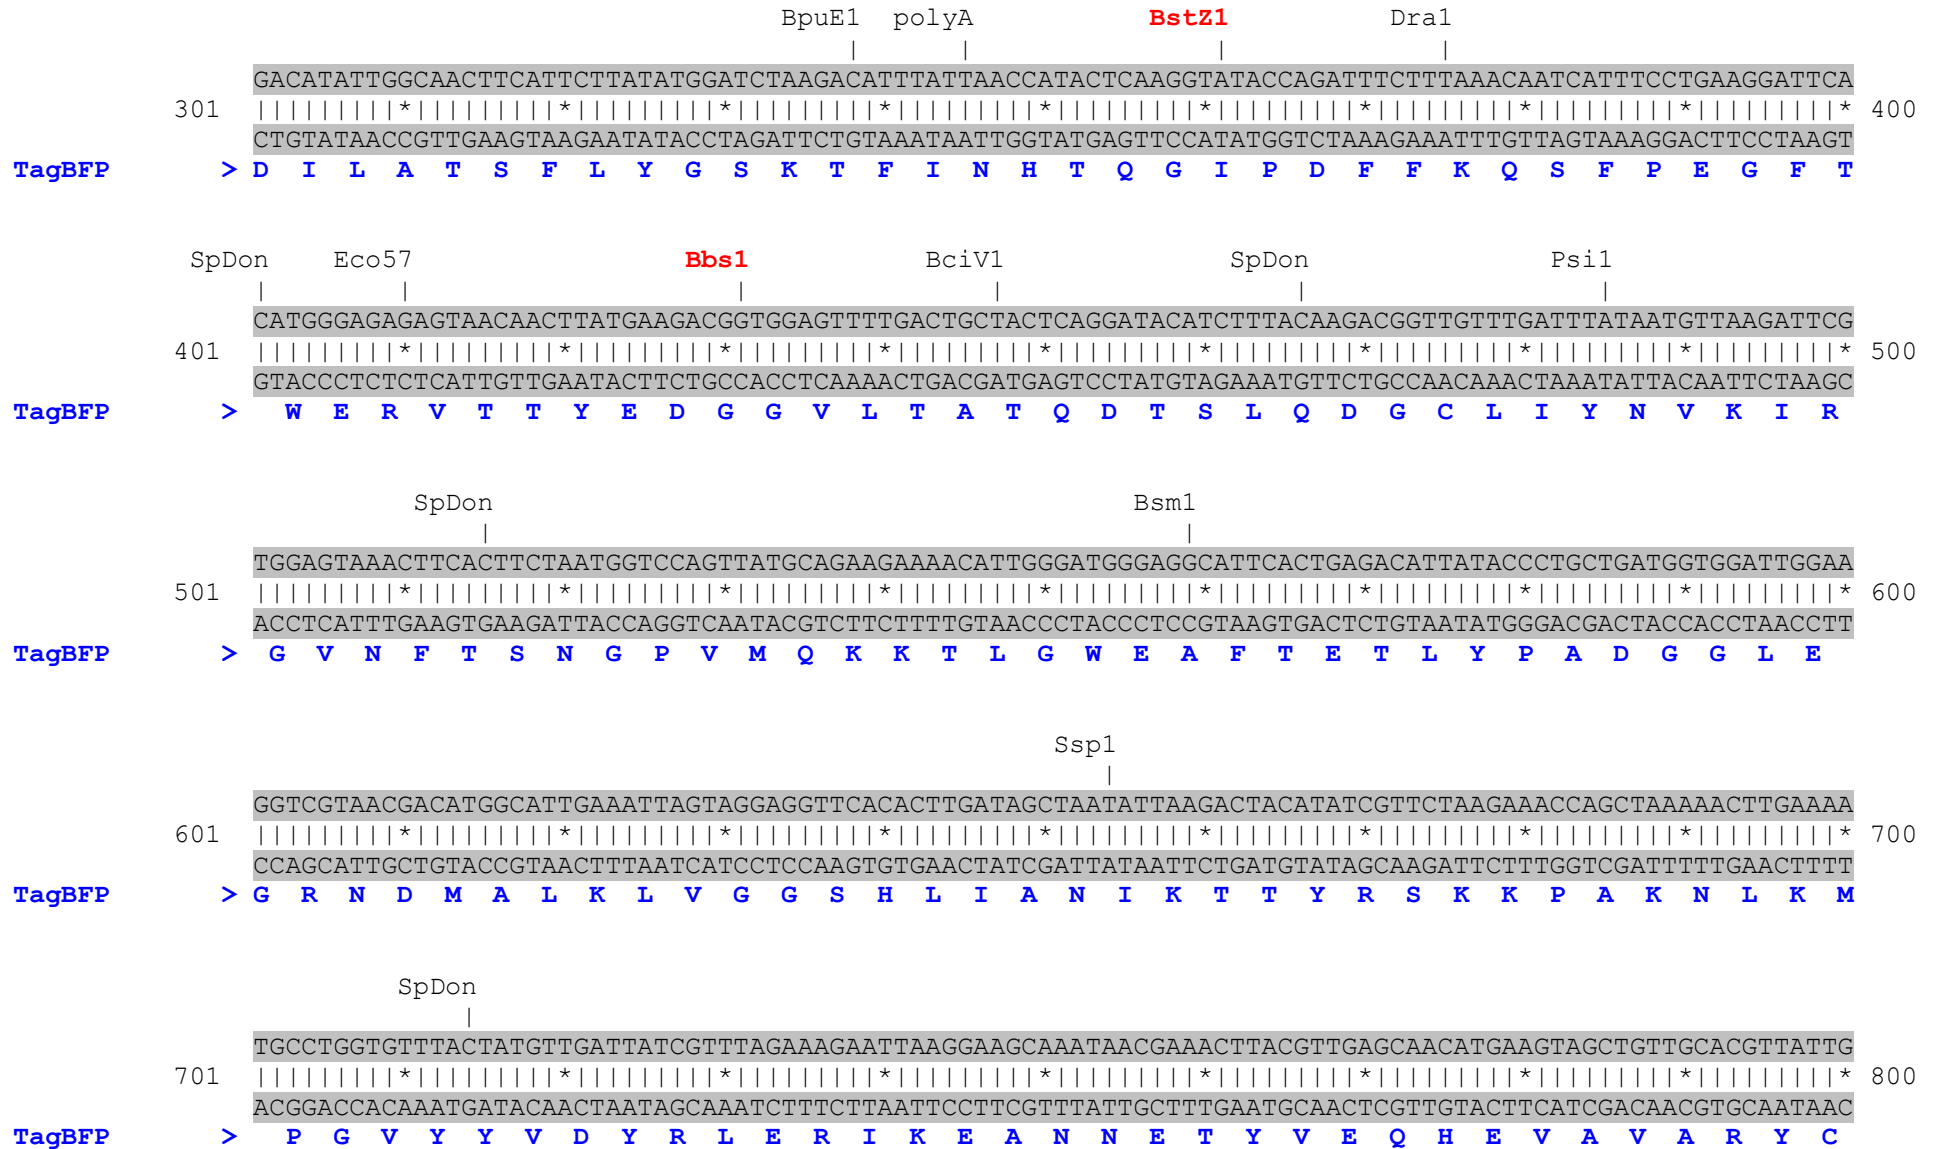 BpuE1 polyA BstZ1 Dra1
| | | |
GACATATTGGCAACTTCATTCTTATATGGATCTAAGACATTTATTAACCATACTCAAGGTATACCAGATTTCTTTAAACAATCATTTCCTGAAGGATTCA
301 |||||||||*|||||||||*|||||||||*|||||||||*|||||||||*|||||||||*|||||||||*|||||||||*|||||||||*|||||||||* 400
CTGTATAACCGTTGAAGTAAGAATATACCTAGATTCTGTAAATAATTGGTATGAGTTCCATATGGTCTAAAGAAATTTGTTAGTAAAGGACTTCCTAAGT
TagBFP > D I L A T S F L Y G S K T F I N H T Q G I P D F F K Q S F P E G F T
SpDon Eco57 Bbs1 BciV1 SpDon Psi1
| | | | | |
CATGGGAGAGAGTAACAACTTATGAAGACGGTGGAGTTTTGACTGCTACTCAGGATACATCTTTACAAGACGGTTGTTTGATTTATAATGTTAAGATTCG
401 |||||||||*|||||||||*|||||||||*|||||||||*|||||||||*|||||||||*|||||||||*|||||||||*|||||||||*|||||||||* 500
GTACCCTCTCTCATTGTTGAATACTTCTGCCACCTCAAAACTGACGATGAGTCCTATGTAGAAATGTTCTGCCAACAAACTAAATATTACAATTCTAAGC
TagBFP > W E R V T T Y E D G G V L T A T Q D T S L Q D G C L I Y N V K I R
SpDon Bsm1
| |
TGGAGTAAACTTCACTTCTAATGGTCCAGTTATGCAGAAGAAAACATTGGGATGGGAGGCATTCACTGAGACATTATACCCTGCTGATGGTGGATTGGAA
501 |||||||||*|||||||||*|||||||||*|||||||||*|||||||||*|||||||||*|||||||||*|||||||||*|||||||||*|||||||||* 600
ACCTCATTTGAAGTGAAGATTACCAGGTCAATACGTCTTCTTTTGTAACCCTACCCTCCGTAAGTGACTCTGTAATATGGGACGACTACCACCTAACCTT
TagBFP > G V N F T S N G P V M Q K K T L G W E A F T E T L Y P A D G G L E
Ssp1
|
GGTCGTAACGACATGGCATTGAAATTAGTAGGAGGTTCACACTTGATAGCTAATATTAAGACTACATATCGTTCTAAGAAACCAGCTAAAAACTTGAAAA
601 |||||||||*|||||||||*|||||||||*|||||||||*|||||||||*|||||||||*|||||||||*|||||||||*|||||||||*|||||||||* 700
CCAGCATTGCTGTACCGTAACTTTAATCATCCTCCAAGTGTGAACTATCGATTATAATTCTGATGTATAGCAAGATTCTTTGGTCGATTTTTGAACTTTT
TagBFP > G R N D M A L K L V G G S H L I A N I K T T Y R S K K P A K N L K M
SpDon
|
TGCCTGGTGTTTACTATGTTGATTATCGTTTAGAAAGAATTAAGGAAGCAAATAACGAAACTTACGTTGAGCAACATGAAGTAGCTGTTGCACGTTATTG
701 |||||||||*|||||||||*|||||||||*|||||||||*|||||||||*|||||||||*|||||||||*|||||||||*|||||||||*|||||||||* 800
ACGGACCACAAATGATACAACTAATAGCAAATCTTTCTTAATTCCTTCGTTTATTGCTTTGAATGCAACTCGTTGTACTTCATCGACAACGTGCAATAAC
TagBFP > P G V Y Y V D Y R L E R I K E A N N E T Y V E Q H E V A V A R Y C